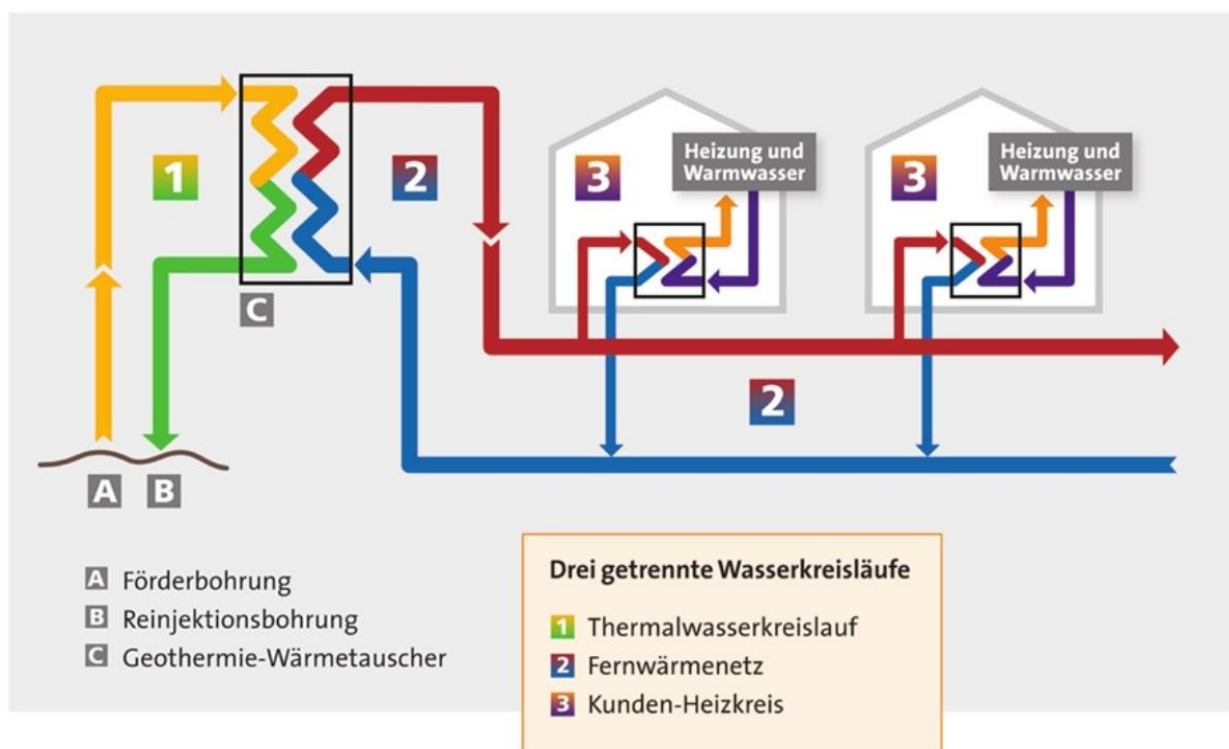 1
2
3
Heizung und
Warmwasser
3
Heizung und
Warmwasser
C
2
A B
A Förderbohrung
B Reinjektionsbohrung
C Geothermie-Wärmetauscher
Drei getrennte Wasserkreisläufe
1 Thermalwasserkreislauf
2 Fernwärmenetz
3 Kunden-Heizkreis